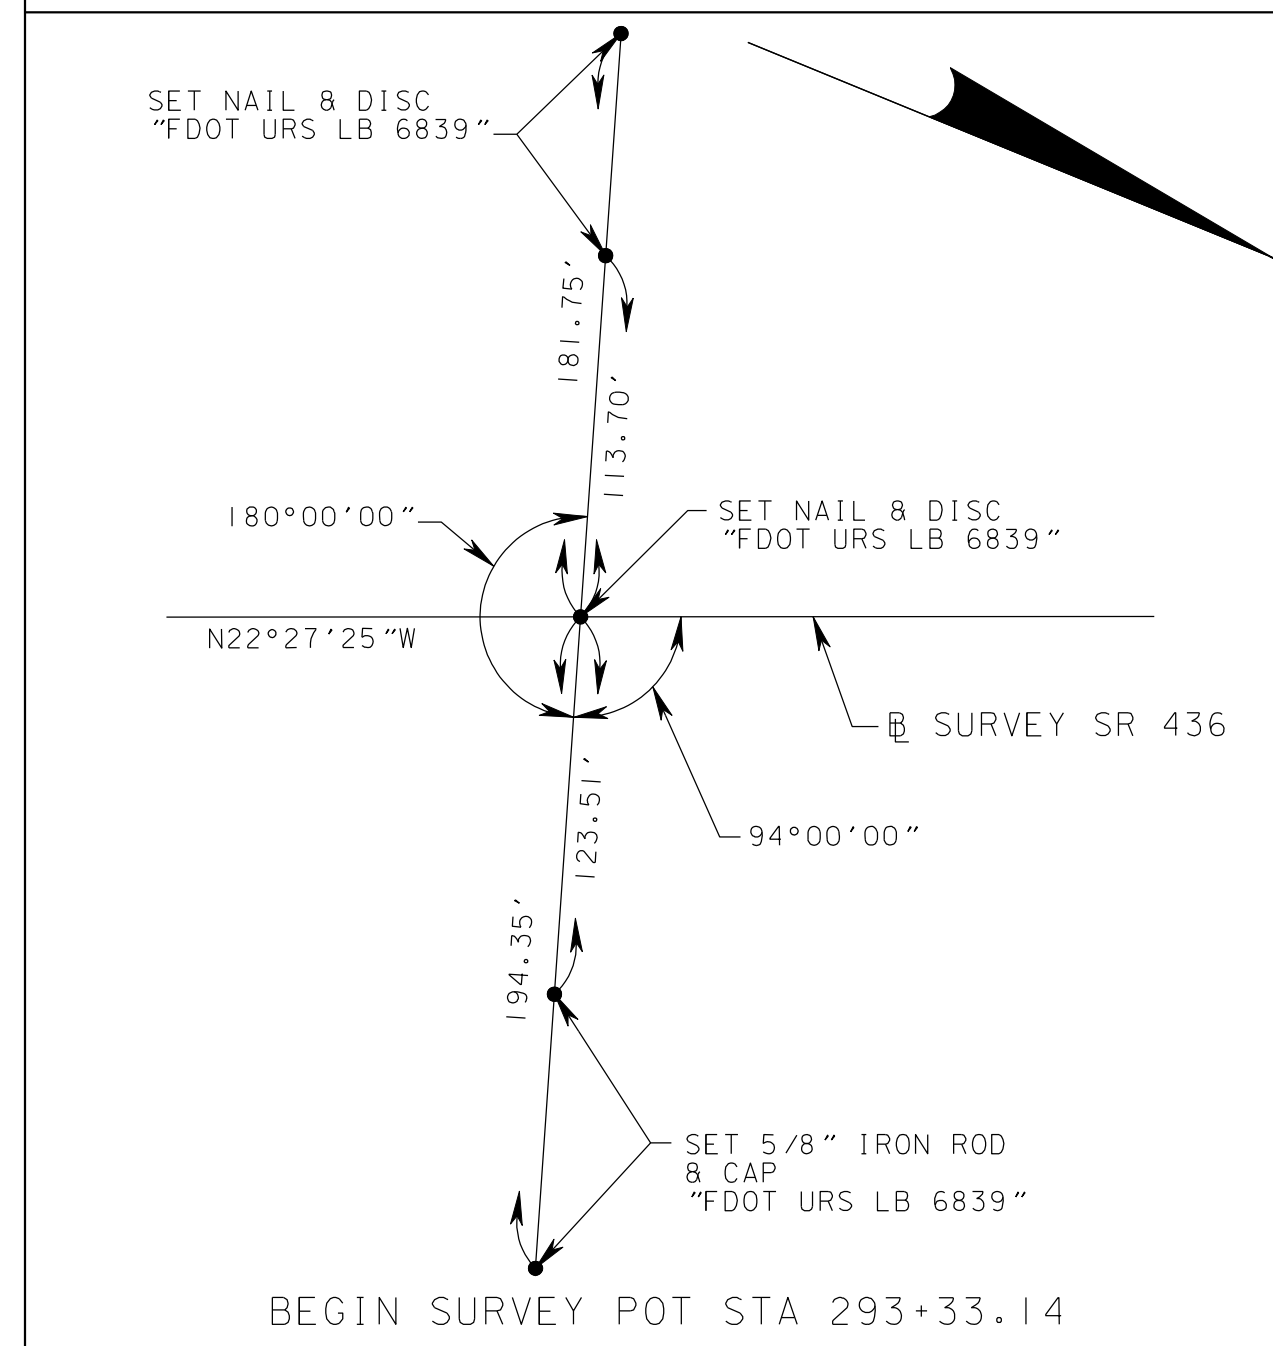 SET NAIL & DISC
"FDOT URS LB 6839"
181.75'
113.70'
180°00'00"
SET NAIL & DISC
"FDOT URS LB 6839"
N22°27'25"W
BL SURVEY SR 436
123.51'
94°00'00"
194.35'
SET 5/8" IRON ROD
& CAP
"FDOT URS LB 6839"
BEGIN SURVEY POT STA 293+33.14